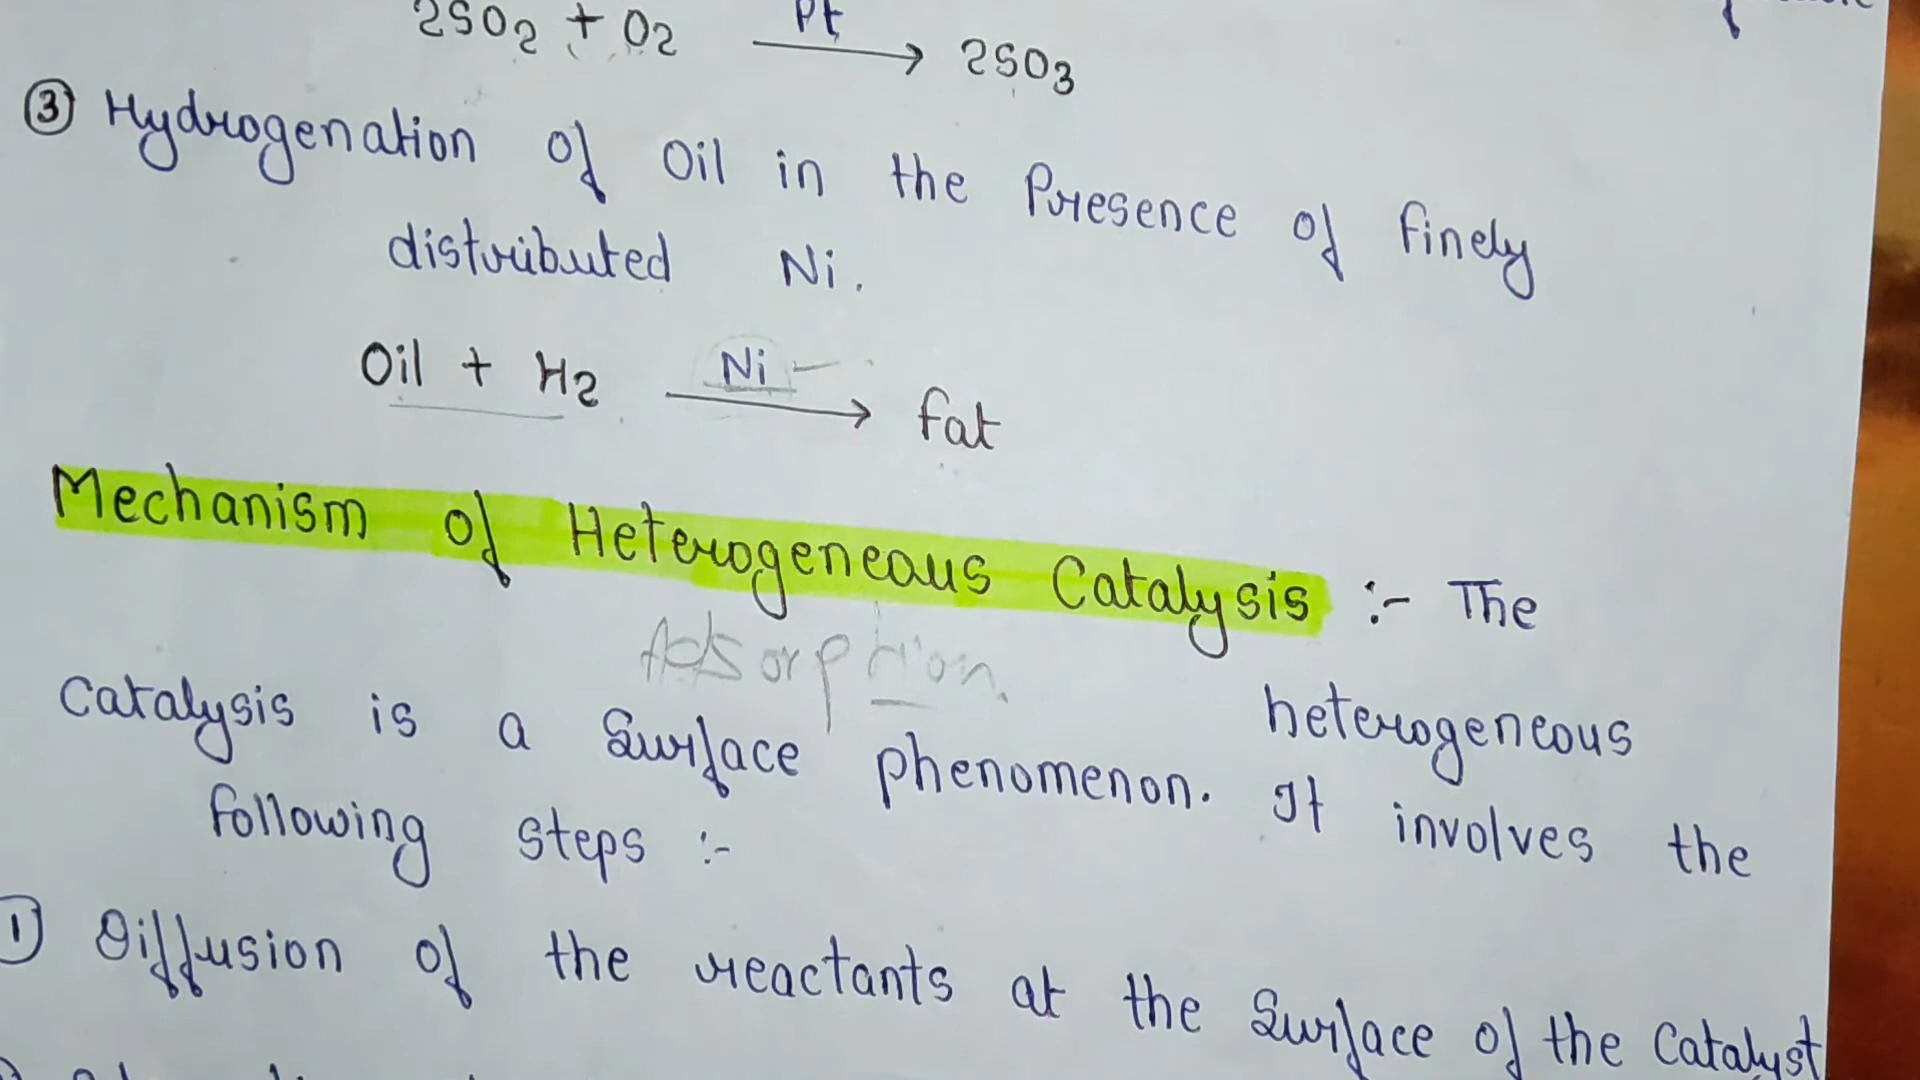 2SO2 + O2 Pt → 2SO3
③ Hydrogenation of Oil in the Presence of finely
distributed Ni.
Oil + H2 Ni → fat
Mechanism of Heterogeneous Catalysis :- The
Adsorption.
heterogeneous
Catalysis is a Surface phenomenon. It involves the
following steps :-
① Diffusion of the reactants at the Surface of the Catalyst